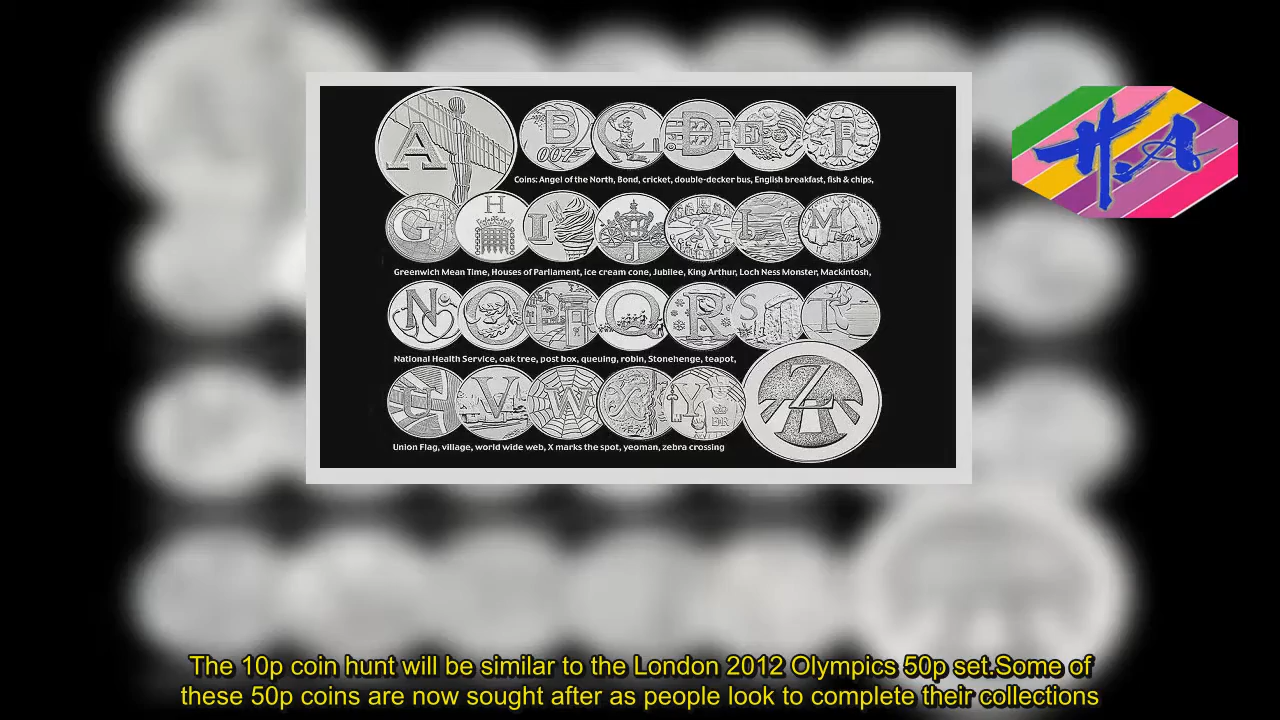 A B 007 C D E F
Coins: Angel of the North, Bond, cricket, double-decker bus, English breakfast, fish & chips,
G H I J K L M
Greenwich Mean Time, Houses of Parliament, ice cream cone, Jubilee, King Arthur, Loch Ness Monster, Mackintosh,
N O P Q R S T
National Health Service, oak tree, post box, queuing, robin, Stonehenge, teapot,
U V W X Y Z
Union Flag, village, world wide web, X marks the spot, yeoman, zebra crossing
H.A
The 10p coin hunt will be similar to the London 2012 Olympics 50p set.Some of
these 50p coins are now sought after as people look to complete their collections